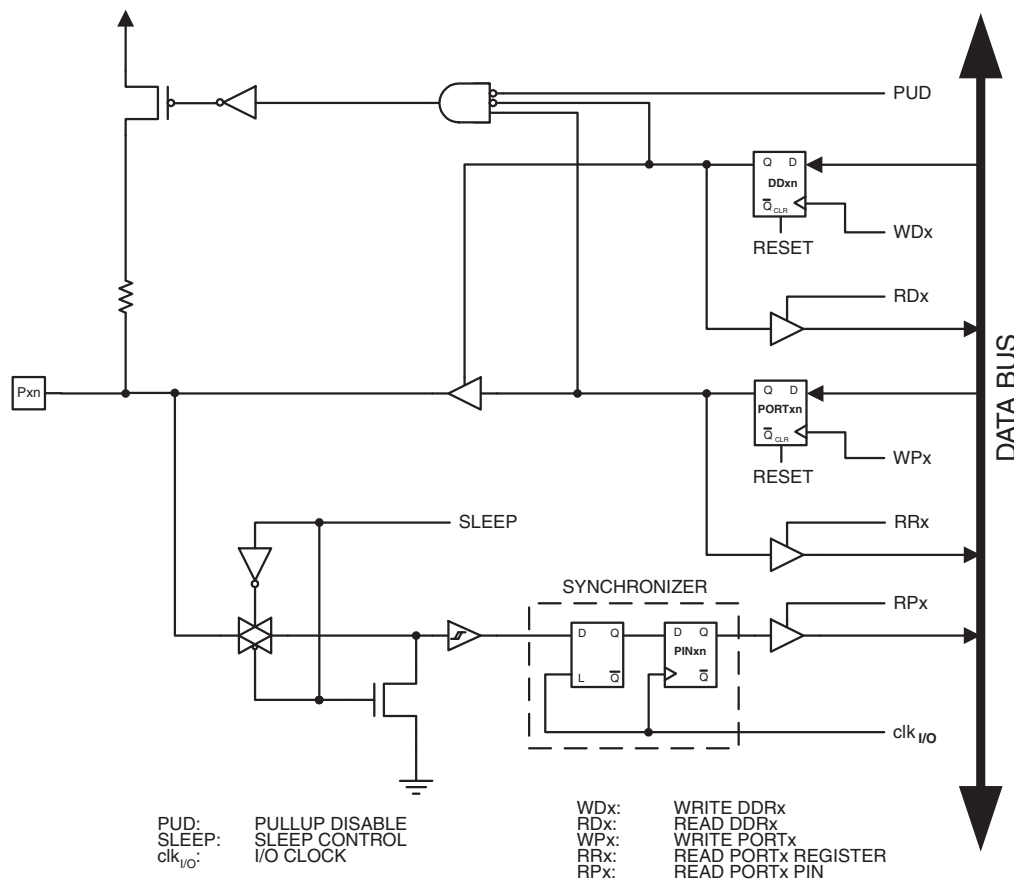 PUD
Q D
DDxn
Q CLR
WDx
RESET
RDx
DATA BUS
Pxn
Q D
PORTxn
Q CLR
WPx
RESET
RRx
SLEEP
SYNCHRONIZER
RPx
D Q
D Q
PINxn
L Q
Q
clk I/O
PUD: PULLUP DISABLE
SLEEP: SLEEP CONTROL
clkI/O: I/O CLOCK
WDx: WRITE DDRx
RDx: READ DDRx
WPx: WRITE PORTx
RRx: READ PORTx REGISTER
RPx: READ PORTx PIN